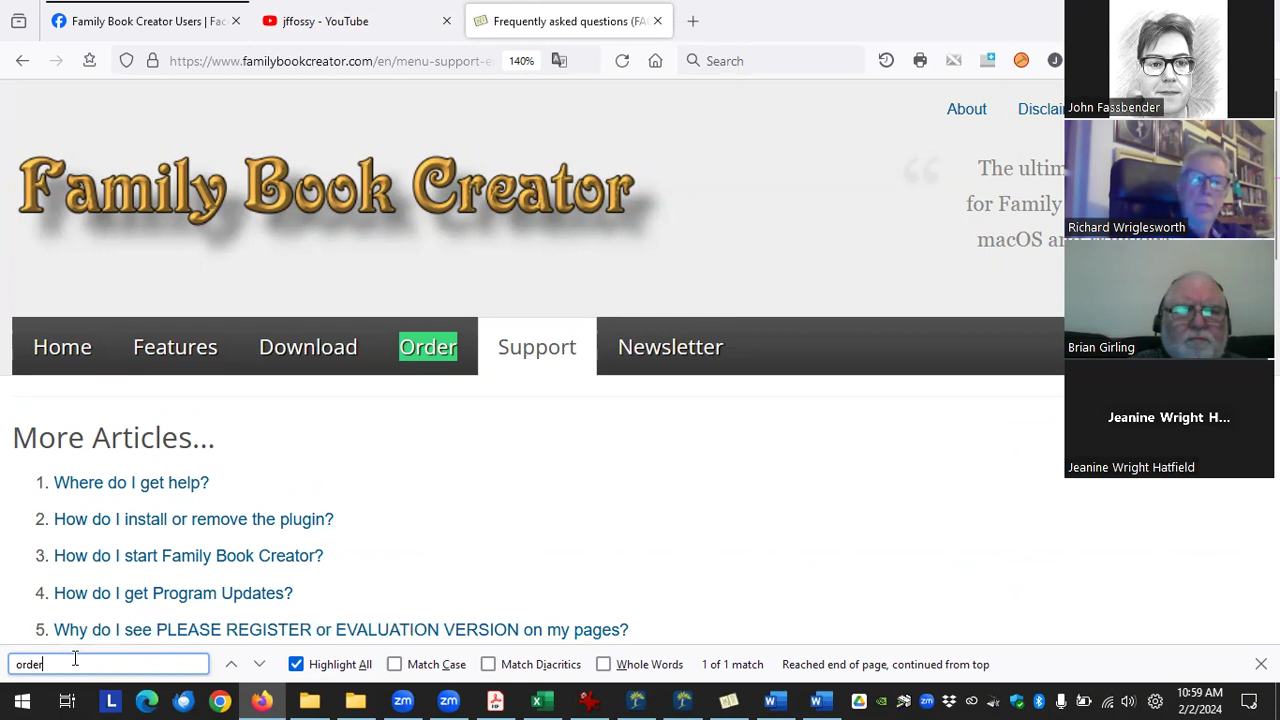 Family Book Creator Users | Fac
jffossy - YouTube
Frequently asked questions (FA
https://www.familybookcreator.com/en/menu-support-e
140%
Search
About
Disclai
Family Book Creator
The ultim
for Family
macOS an
Home
Features
Download
Order
Support
Newsletter
More Articles...
1. Where do I get help?
2. How do I install or remove the plugin?
3. How do I start Family Book Creator?
4. How do I get Program Updates?
5. Why do I see PLEASE REGISTER or EVALUATION VERSION on my pages?
John Fassbender
Richard Wriglesworth
Brian Girling
Jeanine Wright H...
Jeanine Wright Hatfield
order
Highlight All
Match Case
Match Diacritics
Whole Words
1 of 1 match
Reached end of page, continued from top
10:59 AM
2/2/2024